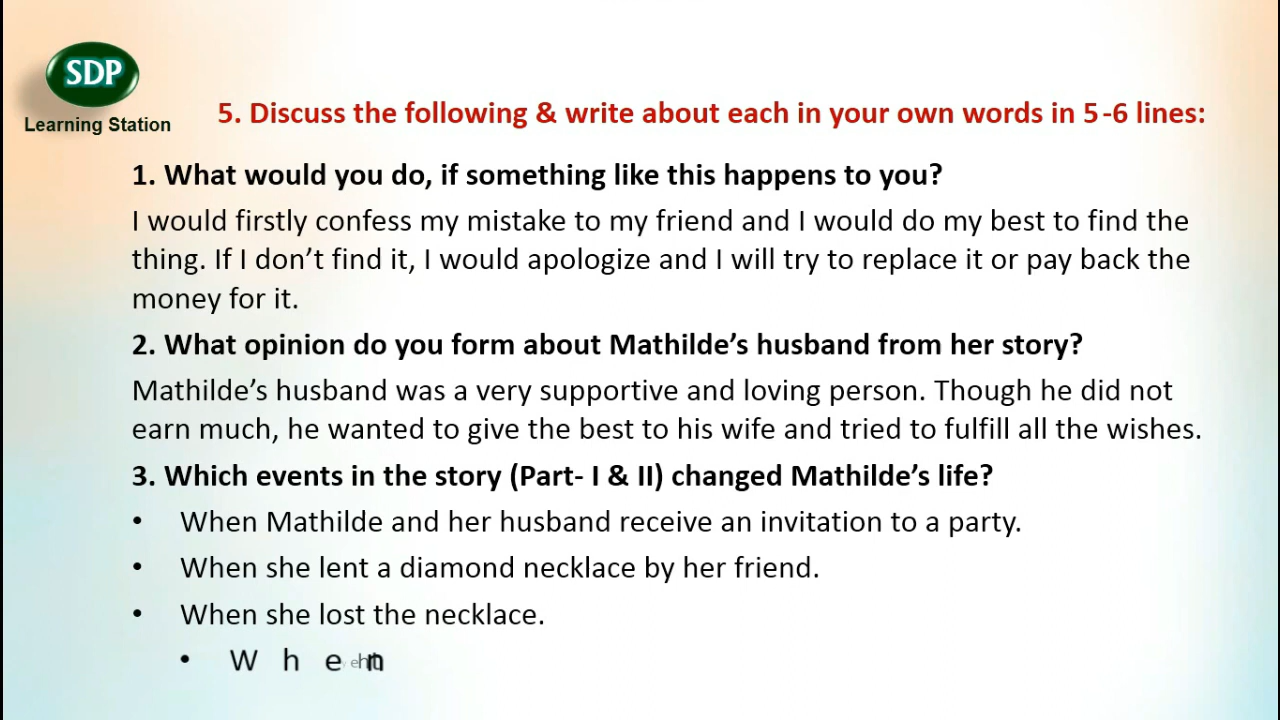 SDP
Learning Station
5. Discuss the following & write about each in your own words in 5-6 lines:
1. What would you do, if something like this happens to you?
I would firstly confess my mistake to my friend and I would do my best to find the
thing. If I don’t find it, I would apologize and I will try to replace it or pay back the
money for it.
2. What opinion do you form about Mathilde’s husband from her story?
Mathilde’s husband was a very supportive and loving person. Though he did not
earn much, he wanted to give the best to his wife and tried to fulfill all the wishes.
3. Which events in the story (Part- I & II) changed Mathilde’s life?
• When Mathilde and her husband receive an invitation to a party.
• When she lent a diamond necklace by her friend.
• When she lost the necklace.
• When